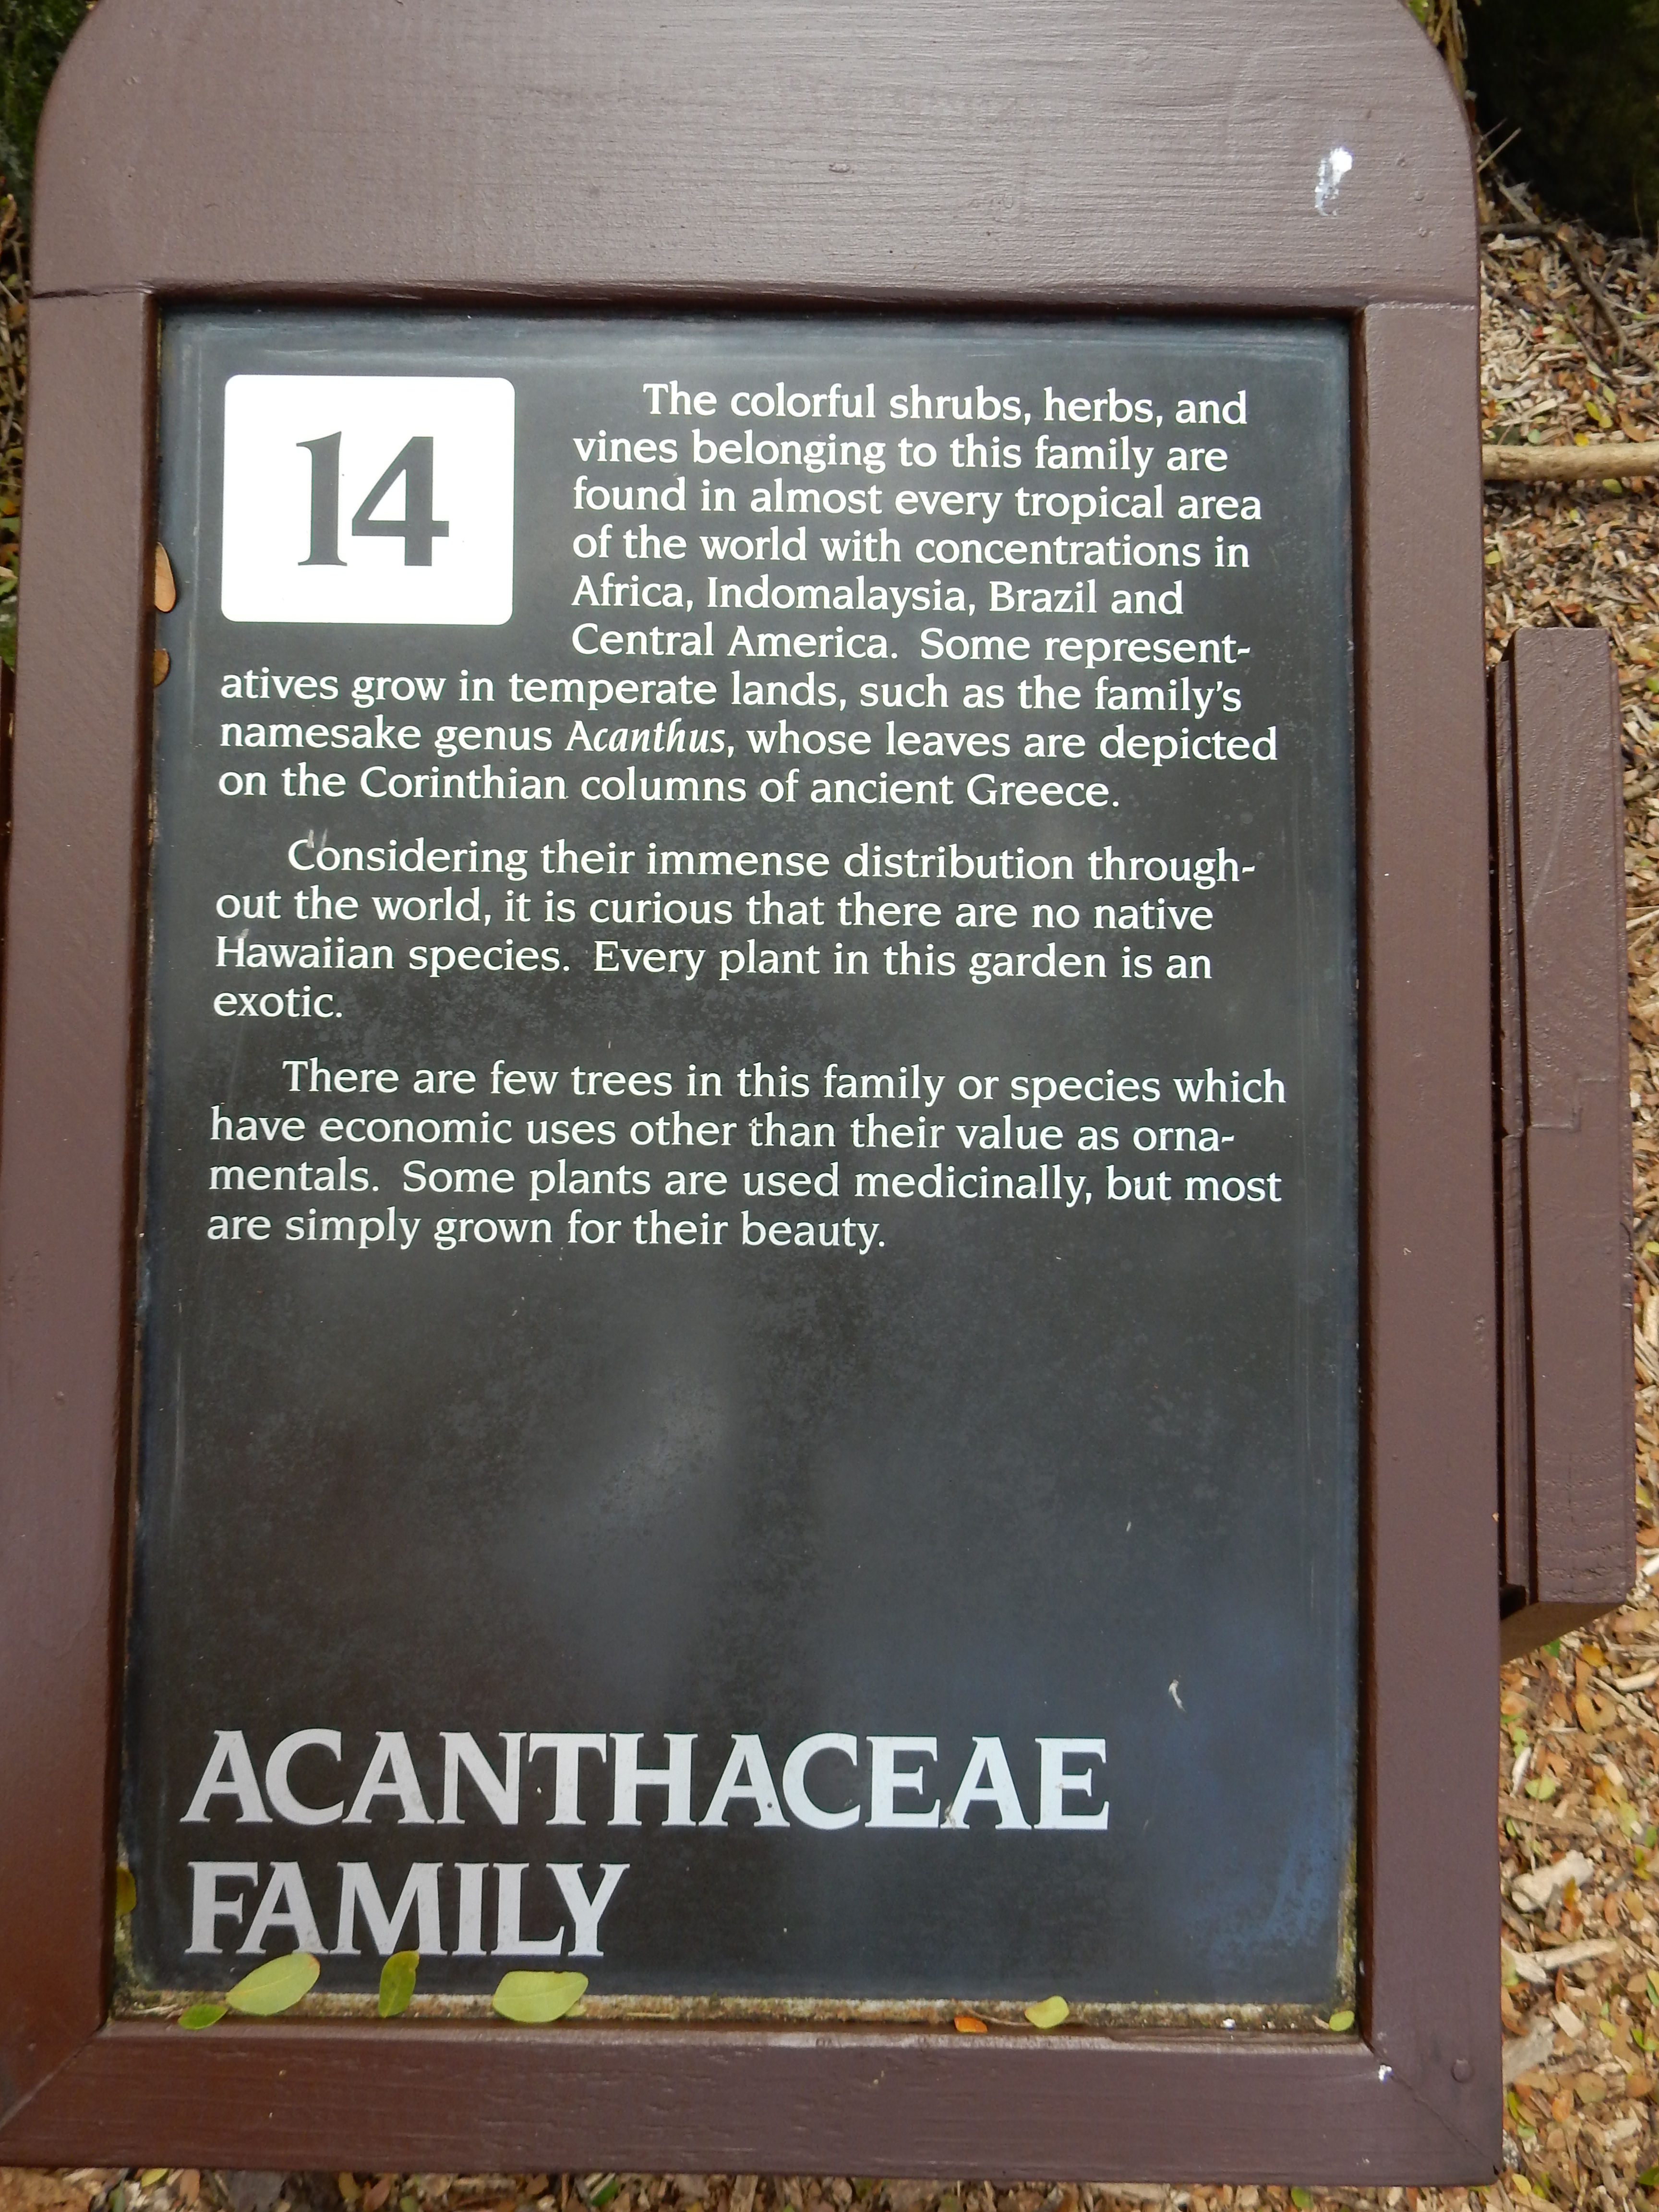 14
The colorful shrubs, herbs, and
vines belonging to this family are
found in almost every tropical area
of the world with concentrations in
Africa, Indomalaysia, Brazil and
Central America. Some represent-
atives grow in temperate lands, such as the family's
namesake genus Acanthus, whose leaves are depicted
on the Corinthian columns of ancient Greece.
Considering their immense distribution through-
out the world, it is curious that there are no native
Hawaiian species. Every plant in this garden is an
exotic.
There are few trees in this family or species which
have economic uses other than their value as orna-
mentals. Some plants are used medicinally, but most
are simply grown for their beauty.
ACANTHACEAE
FAMILY